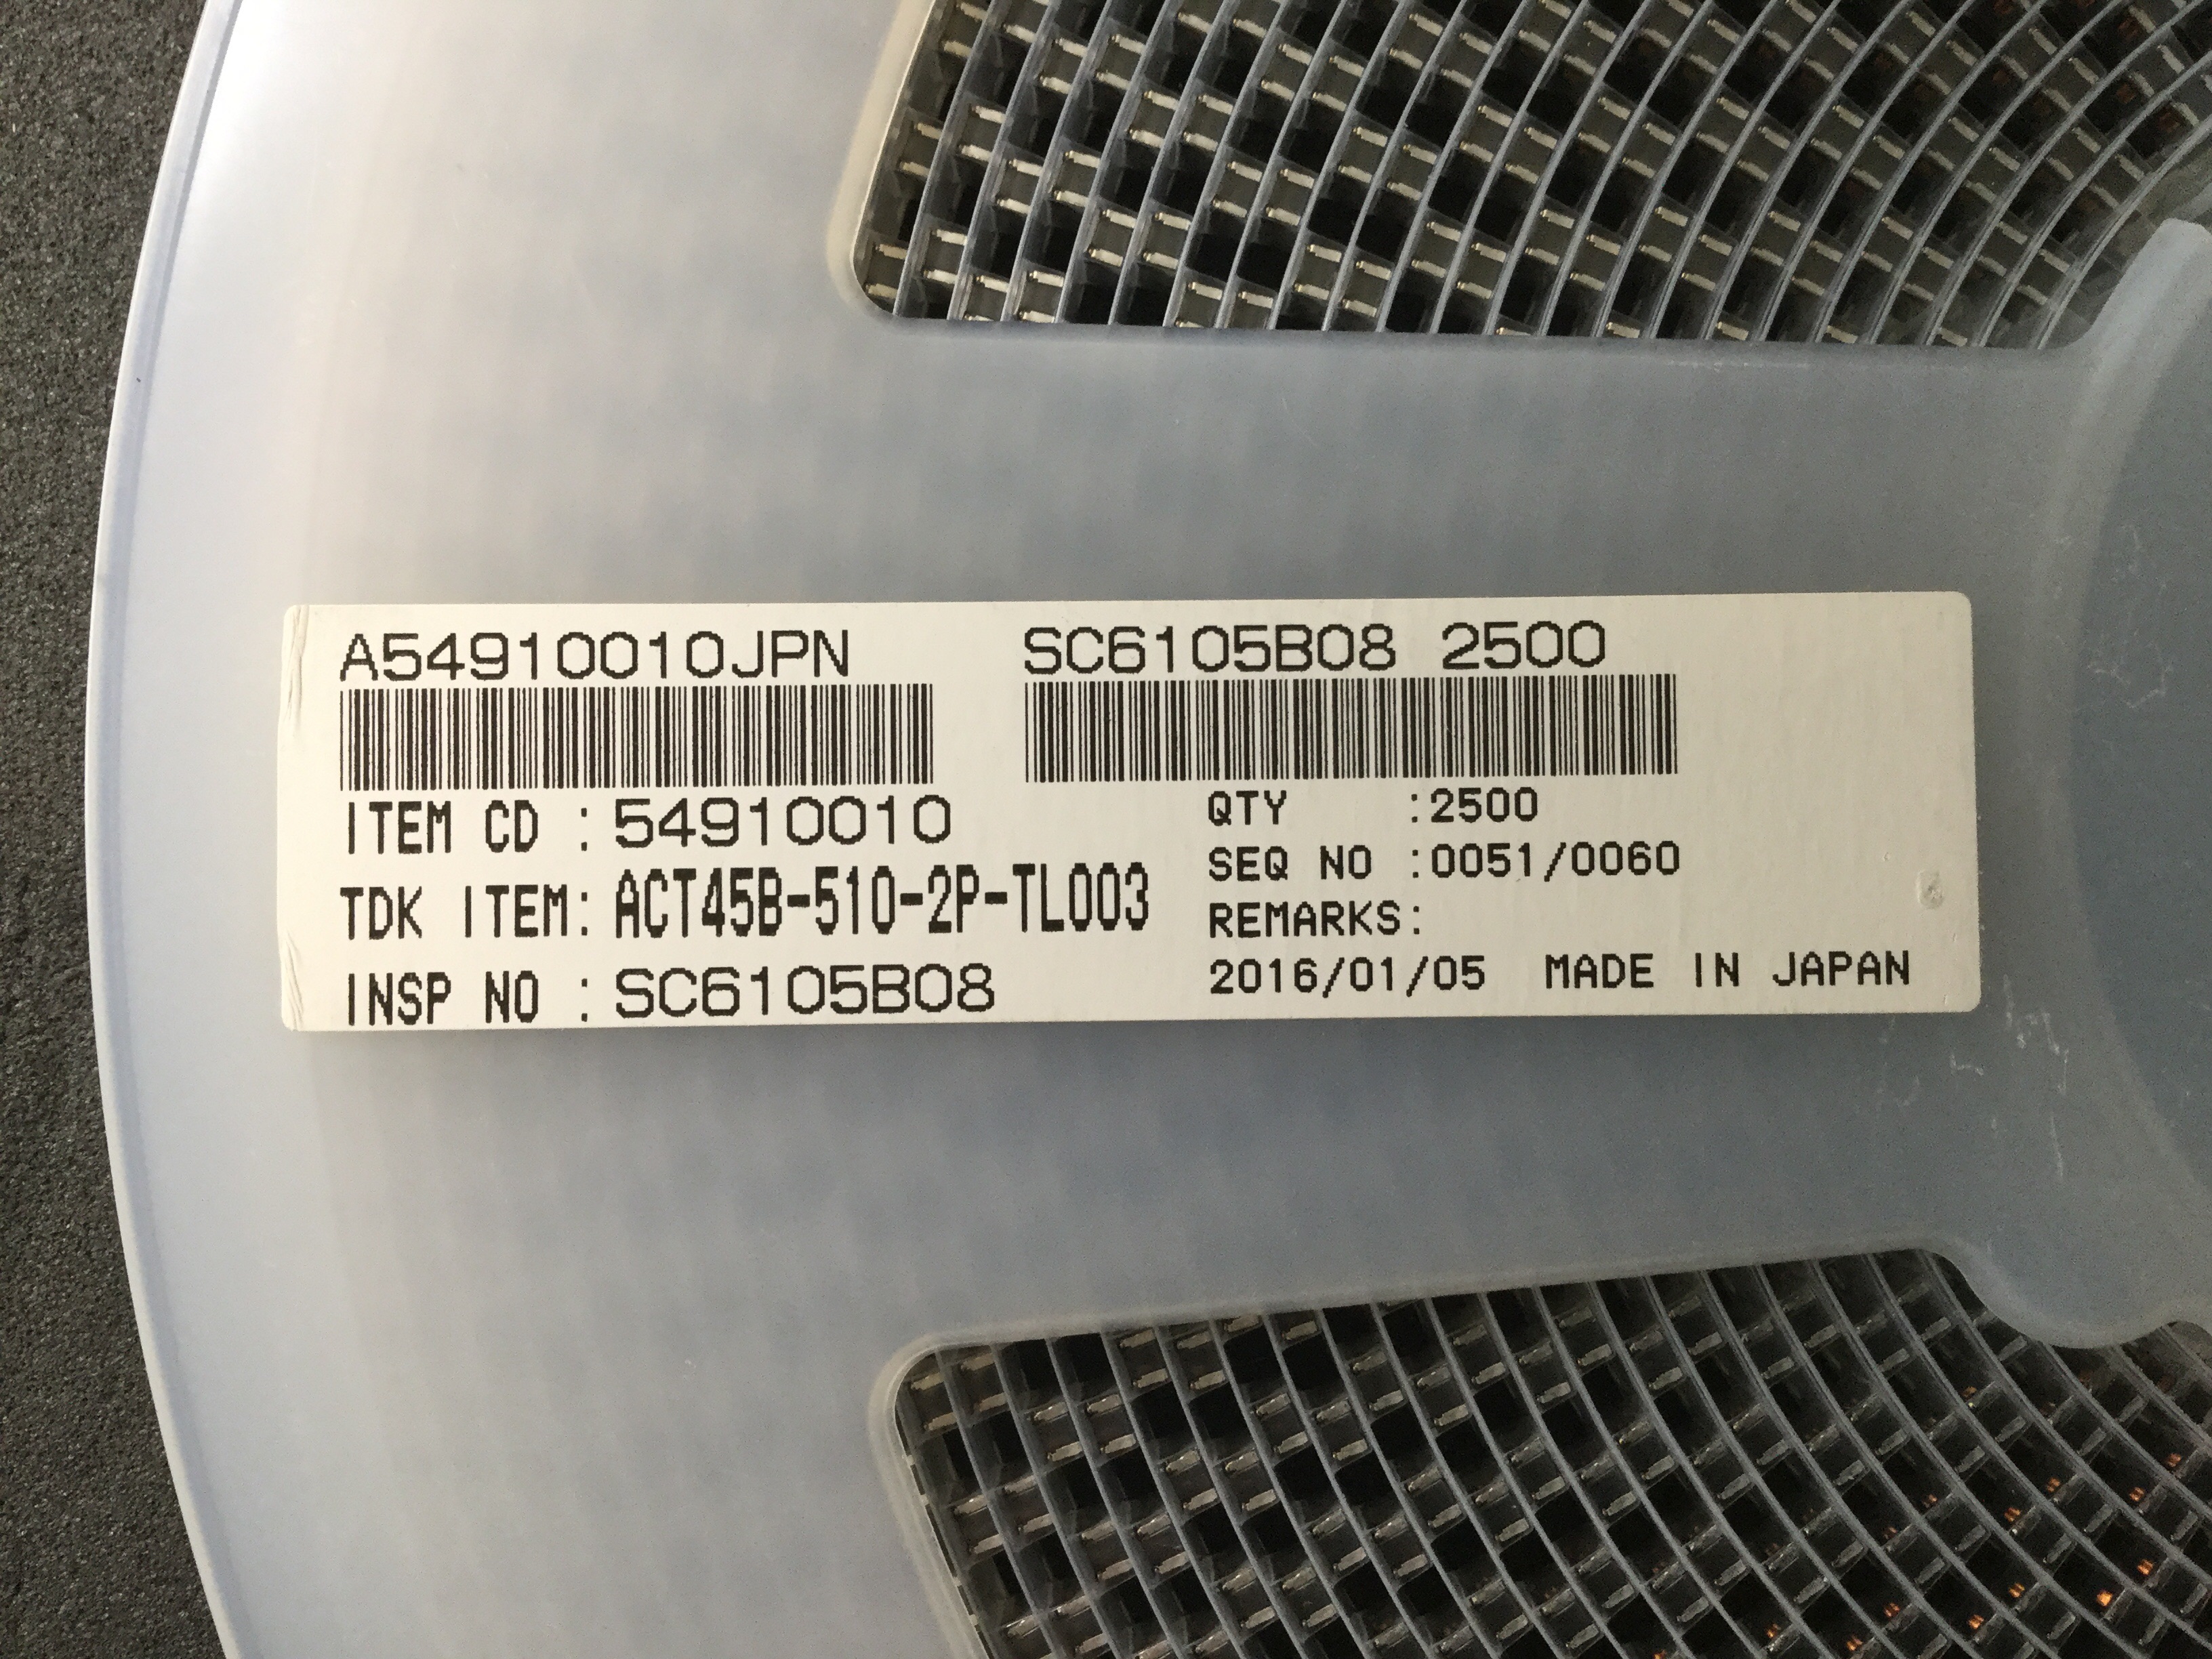 A54910010JPN SC6105B08 2500
ITEM CD : 54910010 QTY :2500
TDK ITEM: ACT45B-510-2P-TL003 SEQ NO :0051/0060
REMARKS:
INSP NO : SC6105B08 2016/01/05 MADE IN JAPAN